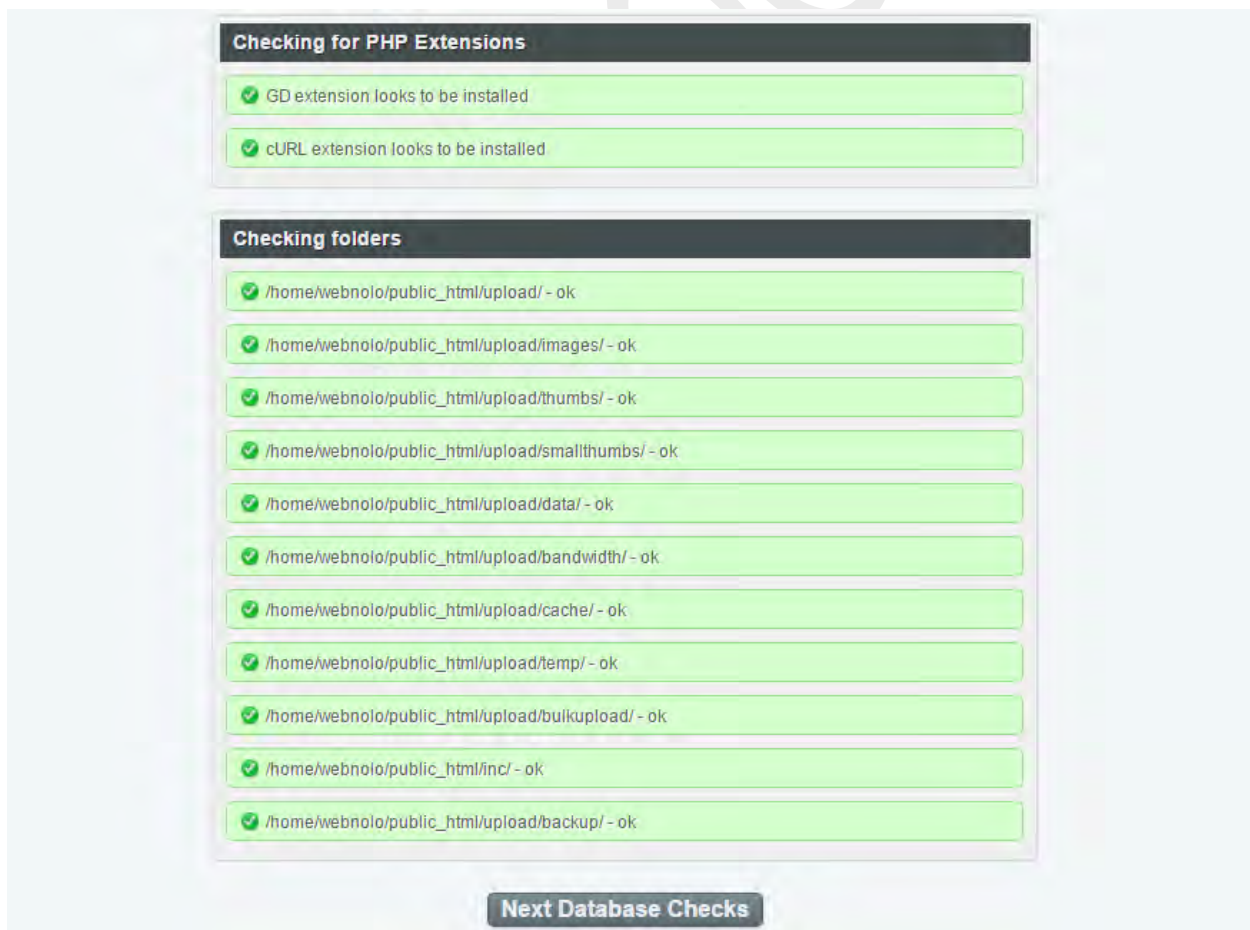 Checking for PHP Extensions
GD extension looks to be installed
cURL extension looks to be installed
Checking folders
/home/webnolo/public_html/upload/ - ok
/home/webnolo/public_html/upload/images/ - ok
/home/webnolo/public_html/upload/thumbs/ - ok
/home/webnolo/public_html/upload/smallthumbs/ - ok
/home/webnolo/public_html/upload/data/ - ok
/home/webnolo/public_html/upload/bandwidth/ - ok
/home/webnolo/public_html/upload/cache/ - ok
/home/webnolo/public_html/upload/temp/ - ok
/home/webnolo/public_html/upload/bulkupload/ - ok
/home/webnolo/public_html/inc/ - ok
/home/webnolo/public_html/upload/backup/ - ok
Next Database Checks